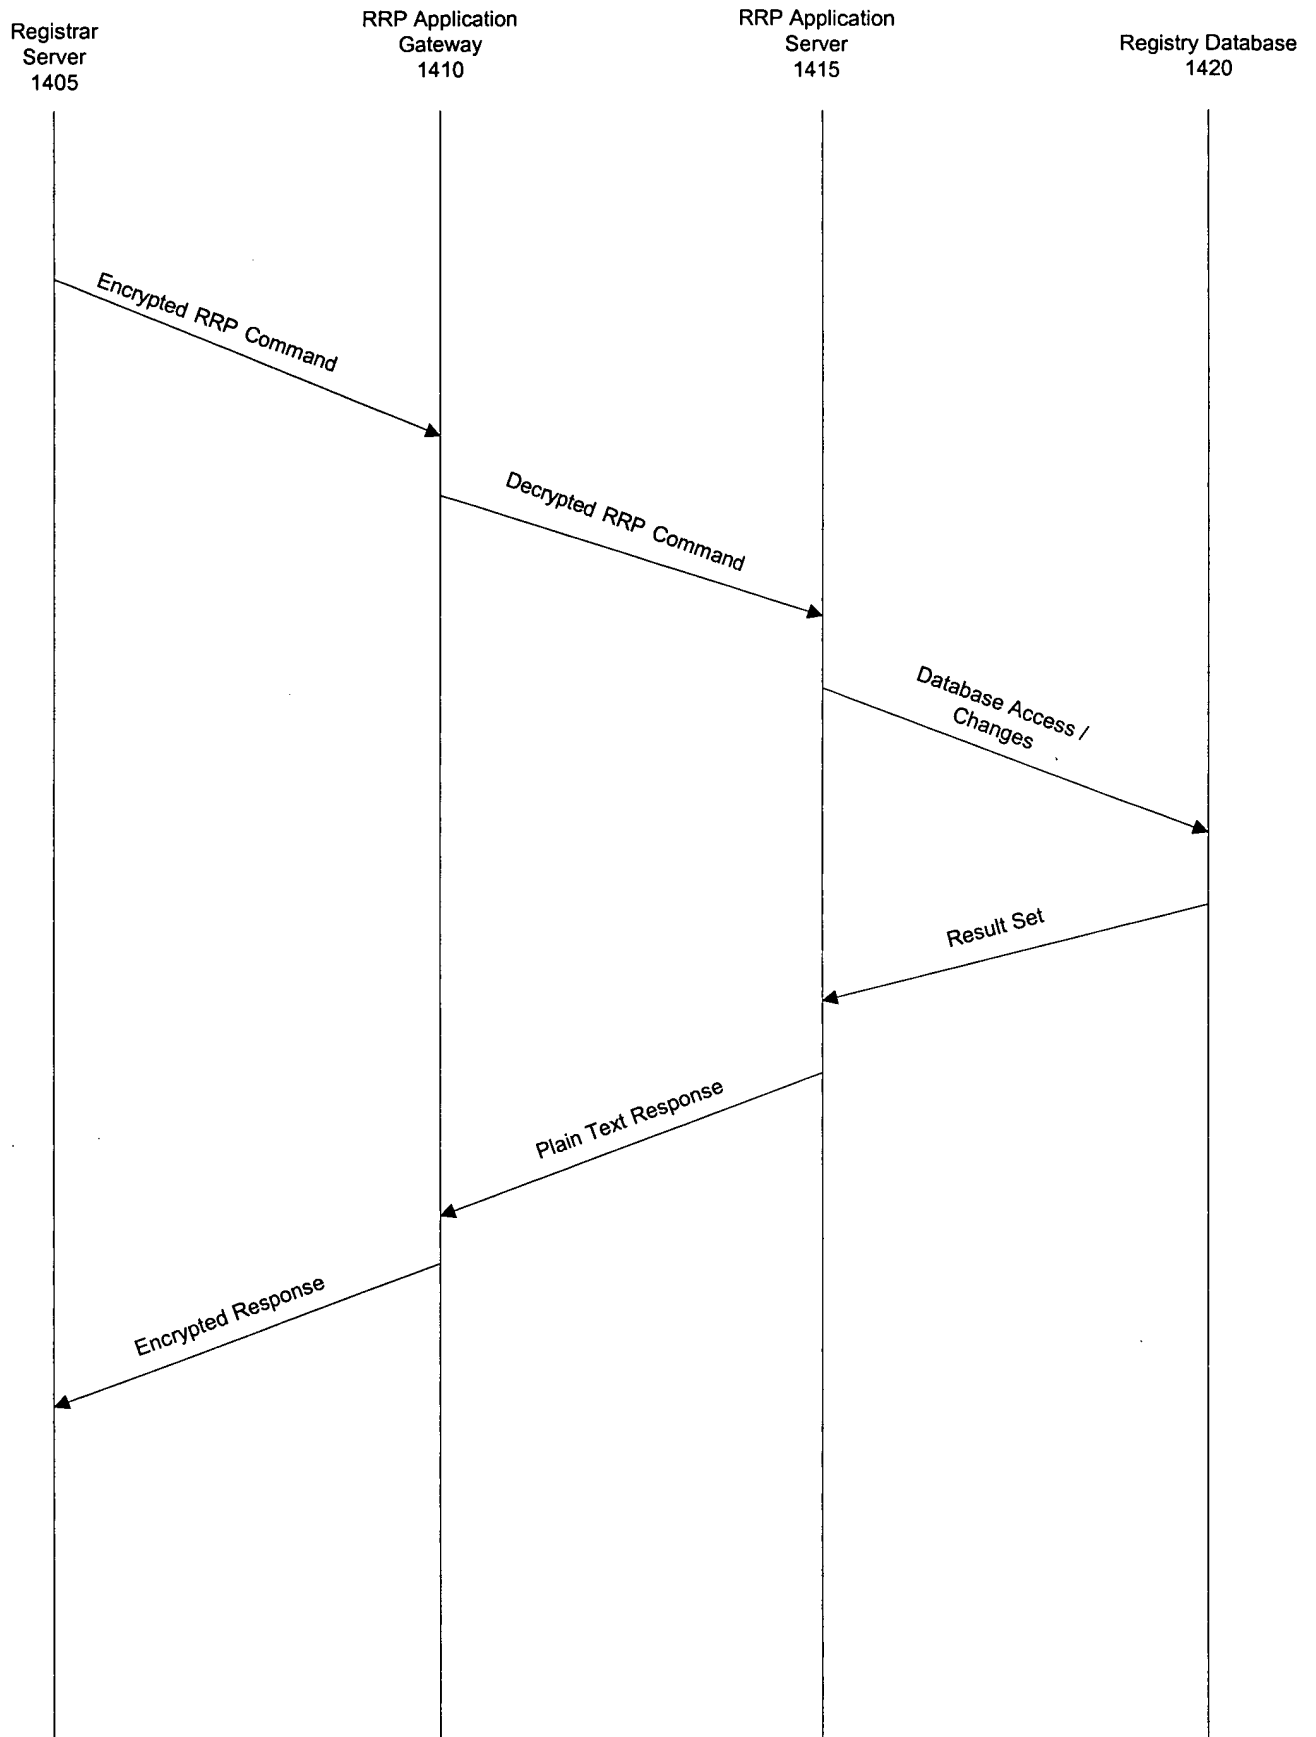 Registrar
Server
1405
RRP Application
Gateway
1410
RRP Application
Server
1415
Registry Database
1420
Encrypted RRP Command
Decrypted RRP Command
Database Access /
Changes
Result Set
Plain Text Response
Encrypted Response